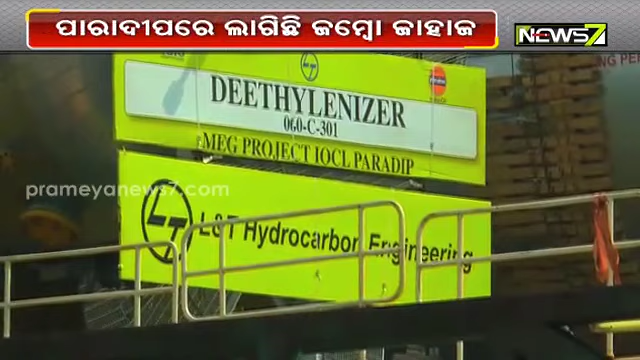 ପାରାଦୀପରେ ଲାଗିଛି ଜମ୍ବୋ ଜାହାଜ
NEWS7
DEETHYLENIZER
060-C-301
MEG PROJECT IOCL PARADIP
prameyanews7.com
L&T Hydrocarbon Engineering